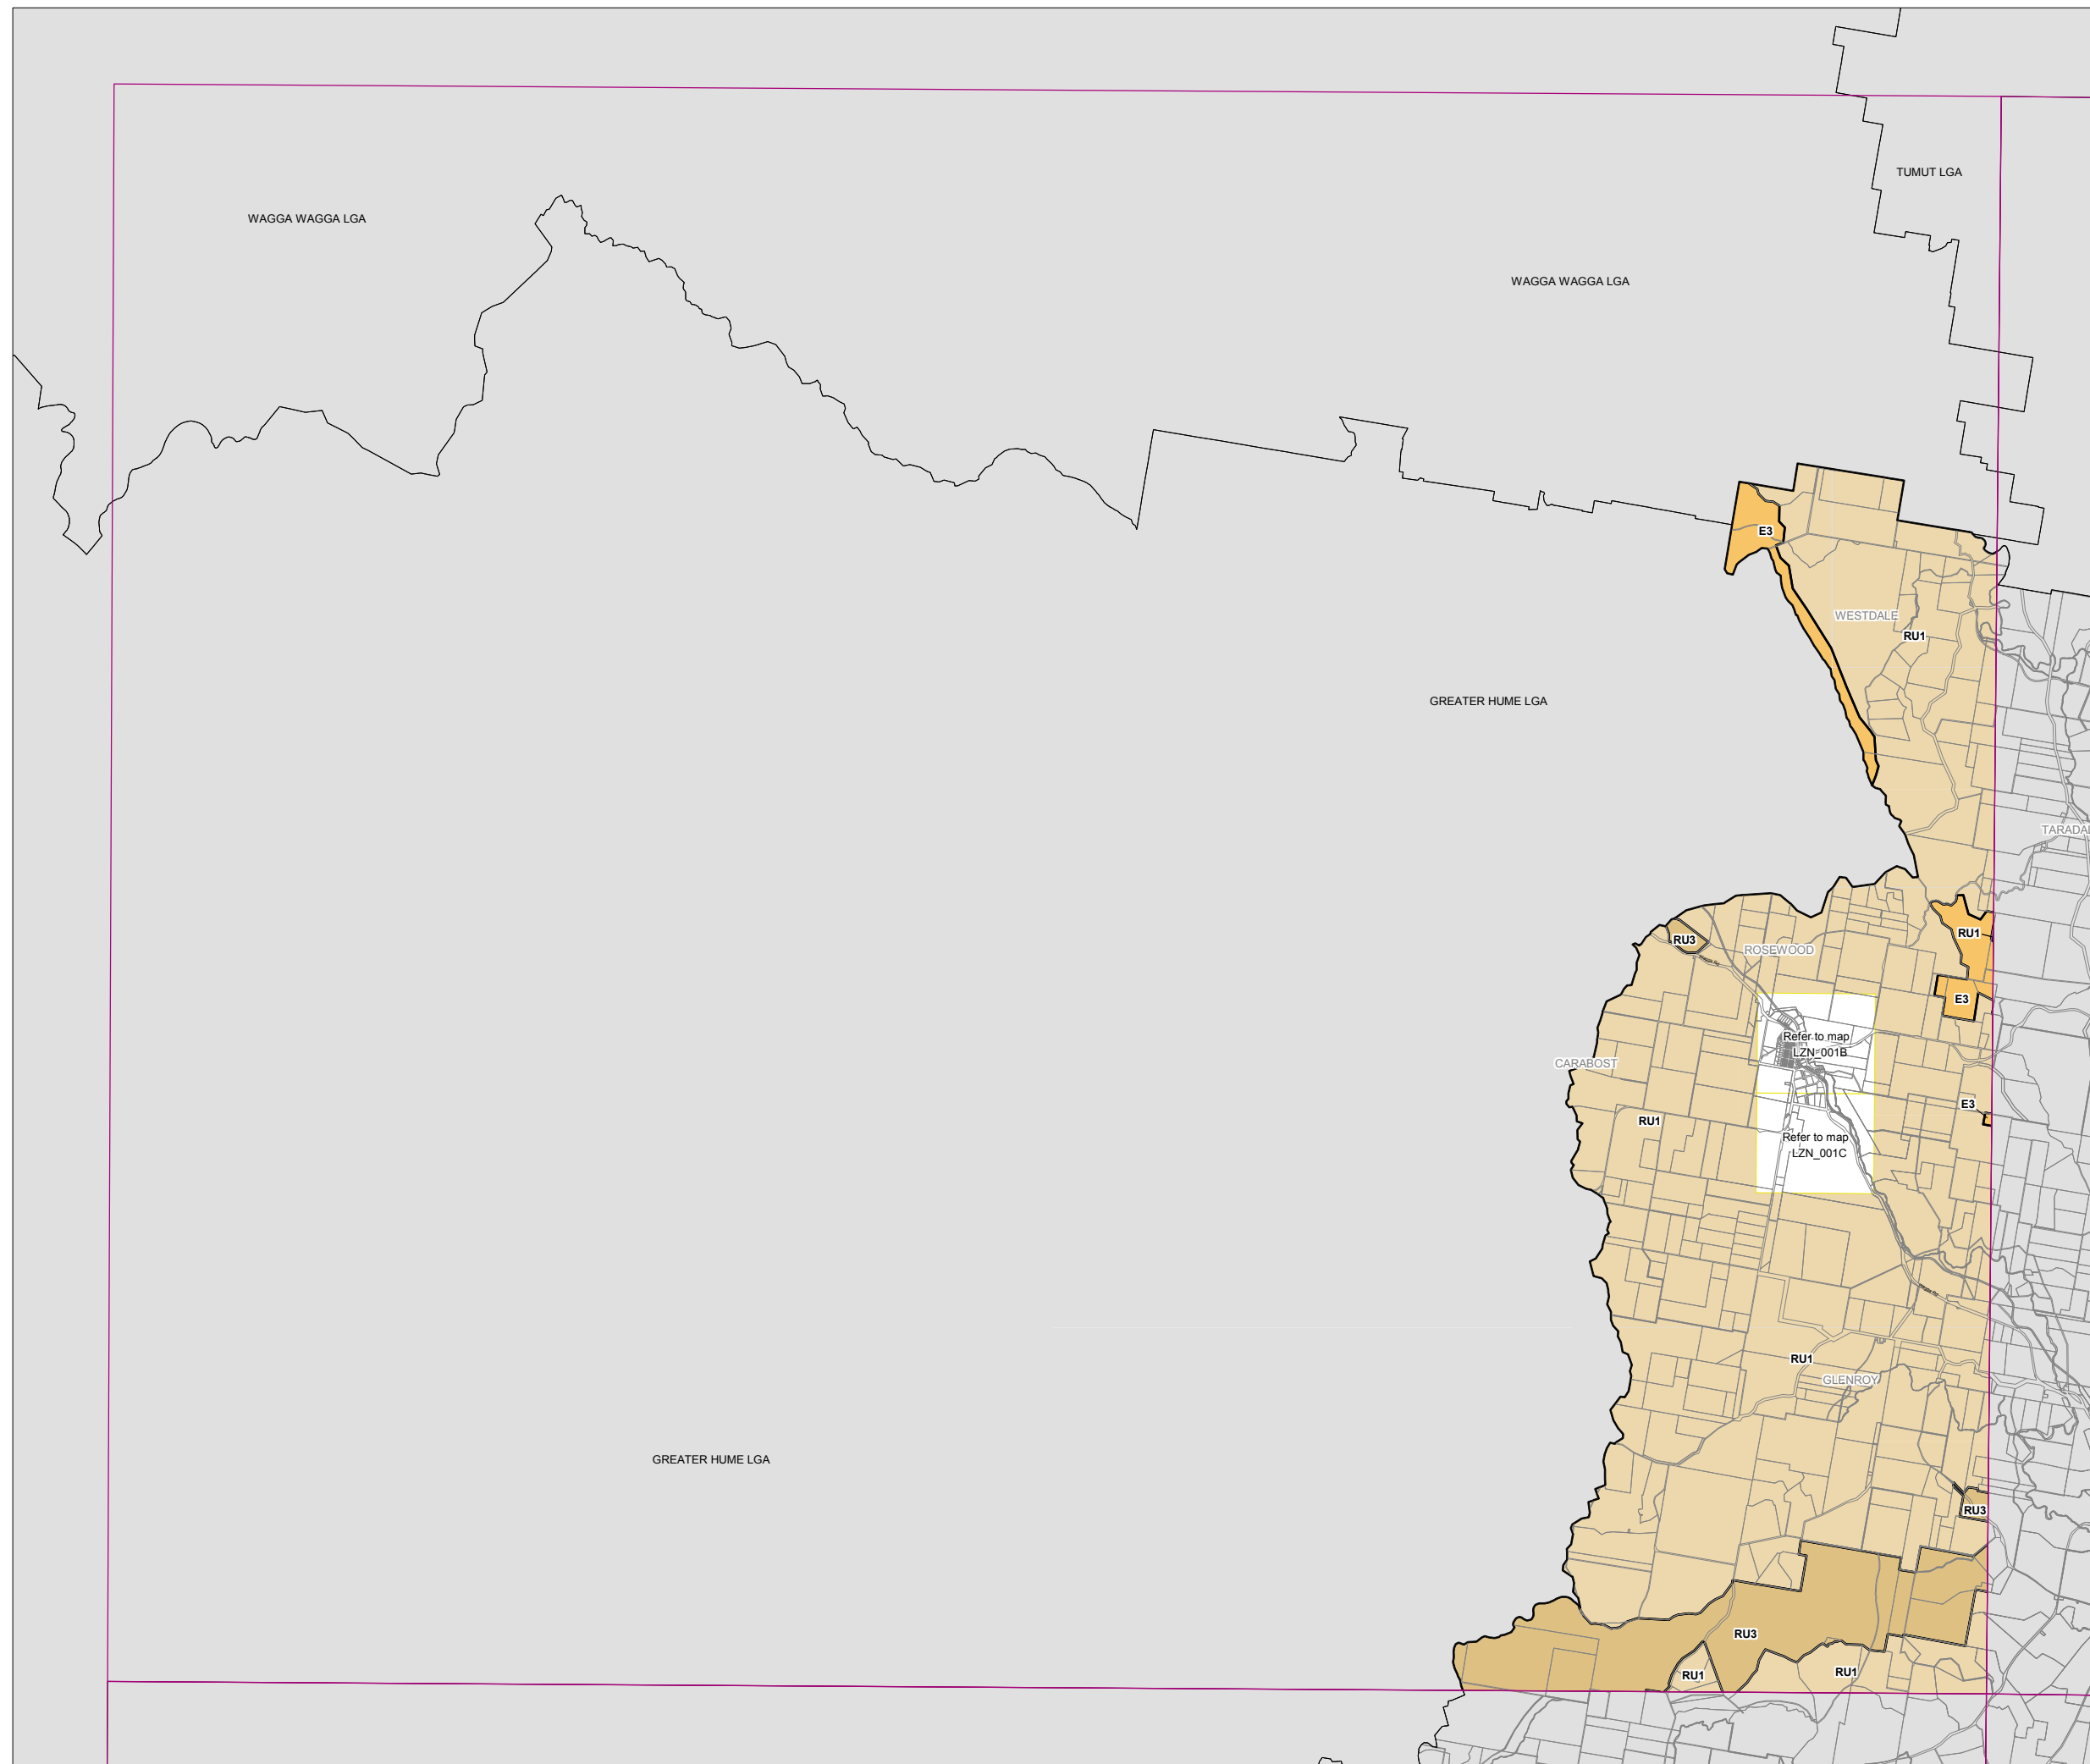 TUMUT LGA
WAGGA WAGGA LGA
WAGGA WAGGA LGA
E3
WESTDALE
RU1
GREATER HUME LGA
TARADA
RU1
RU3
ROSEWOOD
E3
Refer to map
LZN_001B
CARABOST
E3
RU1
Refer to map
LZN_001C
RU1
GLENROY
GREATER HUME LGA
RU3
RU3
RU1
RU1